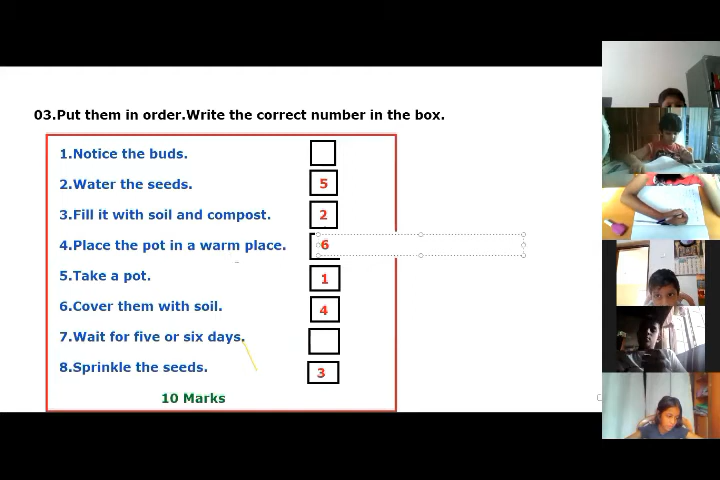 03.Put them in order.Write the correct number in the box.
1.Notice the buds.
2.Water the seeds. 5
3.Fill it with soil and compost. 2
4.Place the pot in a warm place. 6
5.Take a pot. 1
6.Cover them with soil. 4
7.Wait for five or six days.
8.Sprinkle the seeds. 3
10 Marks